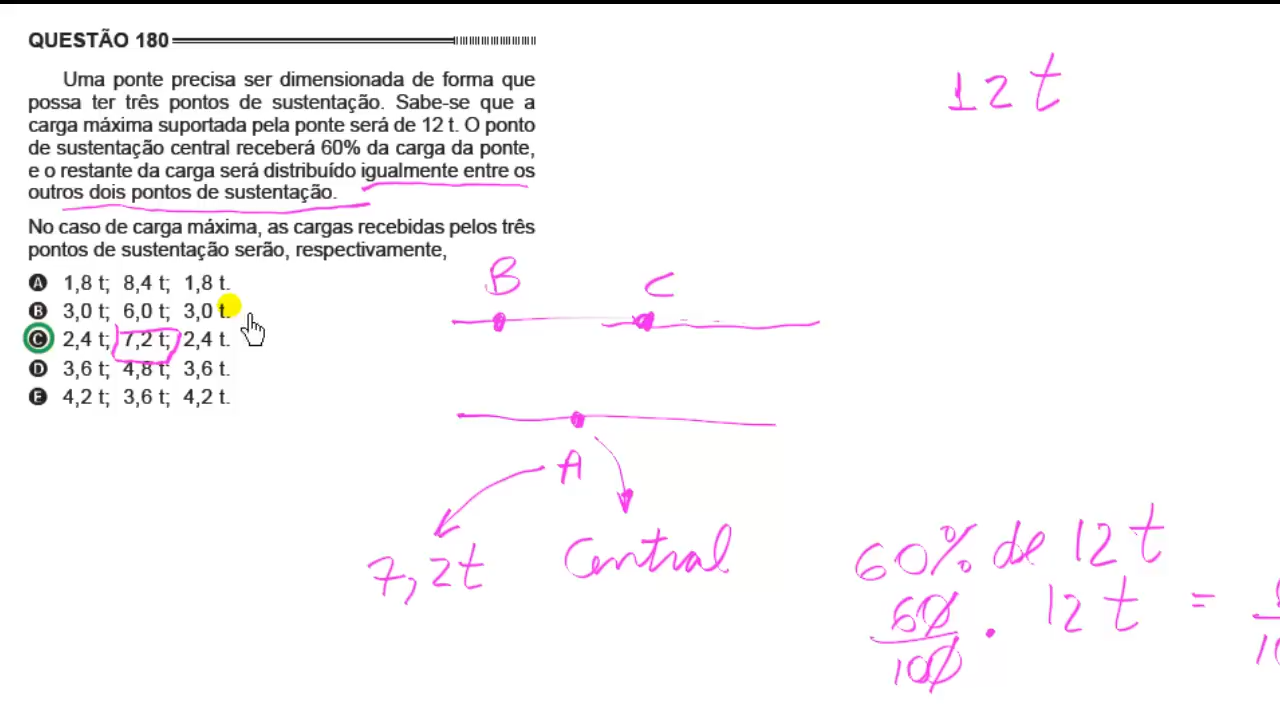 QUESTÃO 180
12 t
Uma ponte precisa ser dimensionada de forma que
possa ter três pontos de sustentação. Sabe-se que a
carga máxima suportada pela ponte será de 12 t. O ponto
de sustentação central receberá 60% da carga da ponte,
e o restante da carga será distribuído igualmente entre os
outros dois pontos de sustentação.
No caso de carga máxima, as cargas recebidas pelos três
pontos de sustentação serão, respectivamente,
A 1,8 t; 8,4 t; 1,8 t.
B 3,0 t; 6,0 t; 3,0 t.
C 2,4 t; 7,2 t; 2,4 t.
D 3,6 t; 4,8 t; 3,6 t.
E 4,2 t; 3,6 t; 4,2 t.
B C
A
7,2t Central
60% de 12 t
60/100 . 12 t =